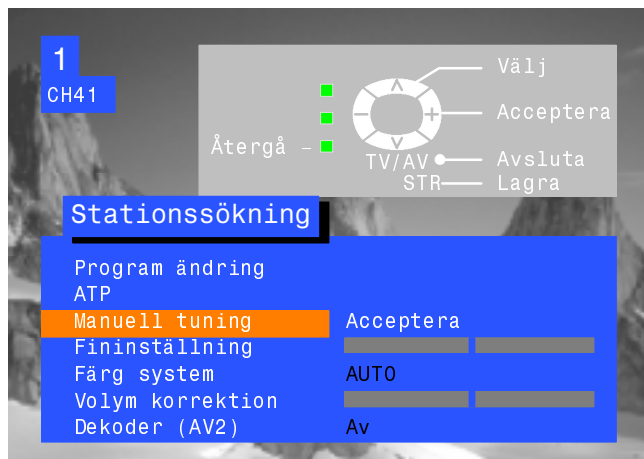 1
CH41
Välj
Acceptera
Återgå –
TV/AV Avsluta
STR Lagra
Stationssökning
Program ändring
ATP
Manuell tuning Acceptera
Fininställning
Färg system AUTO
Volym korrektion
Dekoder (AV2) Av